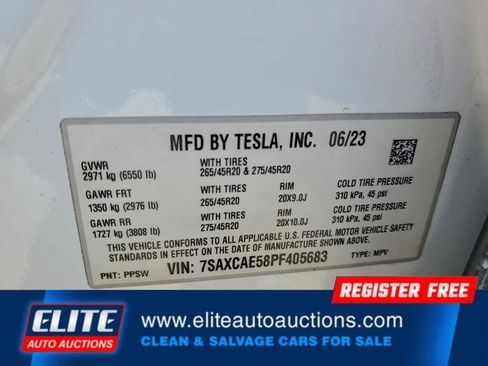 MFD BY TESLA, INC. 06/23
GVWR
2971 kg (6550 lb)
WITH TIRES
265/45R20 & 275/45R20
GAWR FRT
1350 kg (2976 lb)
WITH TIRES
265/45R20
RIM
20X9.0J
COLD TIRE PRESSURE
310 kPa, 45 psi
GAWR RR
1727 kg (3808 lb)
WITH TIRES
275/45R20
RIM
20X10.0J
COLD TIRE PRESSURE
310 kPa, 45 psi
THIS VEHICLE CONFORMS TO ALL APPLICABLE U.S. FEDERAL MOTOR VEHICLE SAFETY
STANDARDS IN EFFECT ON THE DATE OF MANUFACTURE SHOWN ABOVE.
VIN: 7SAXCAE58PF405683
TYPE: MPV
PNT: PPSW
REGISTER FREE
ELITE
AUTO AUCTIONS
www.eliteautoauctions.com
CLEAN & SALVAGE CARS FOR SALE